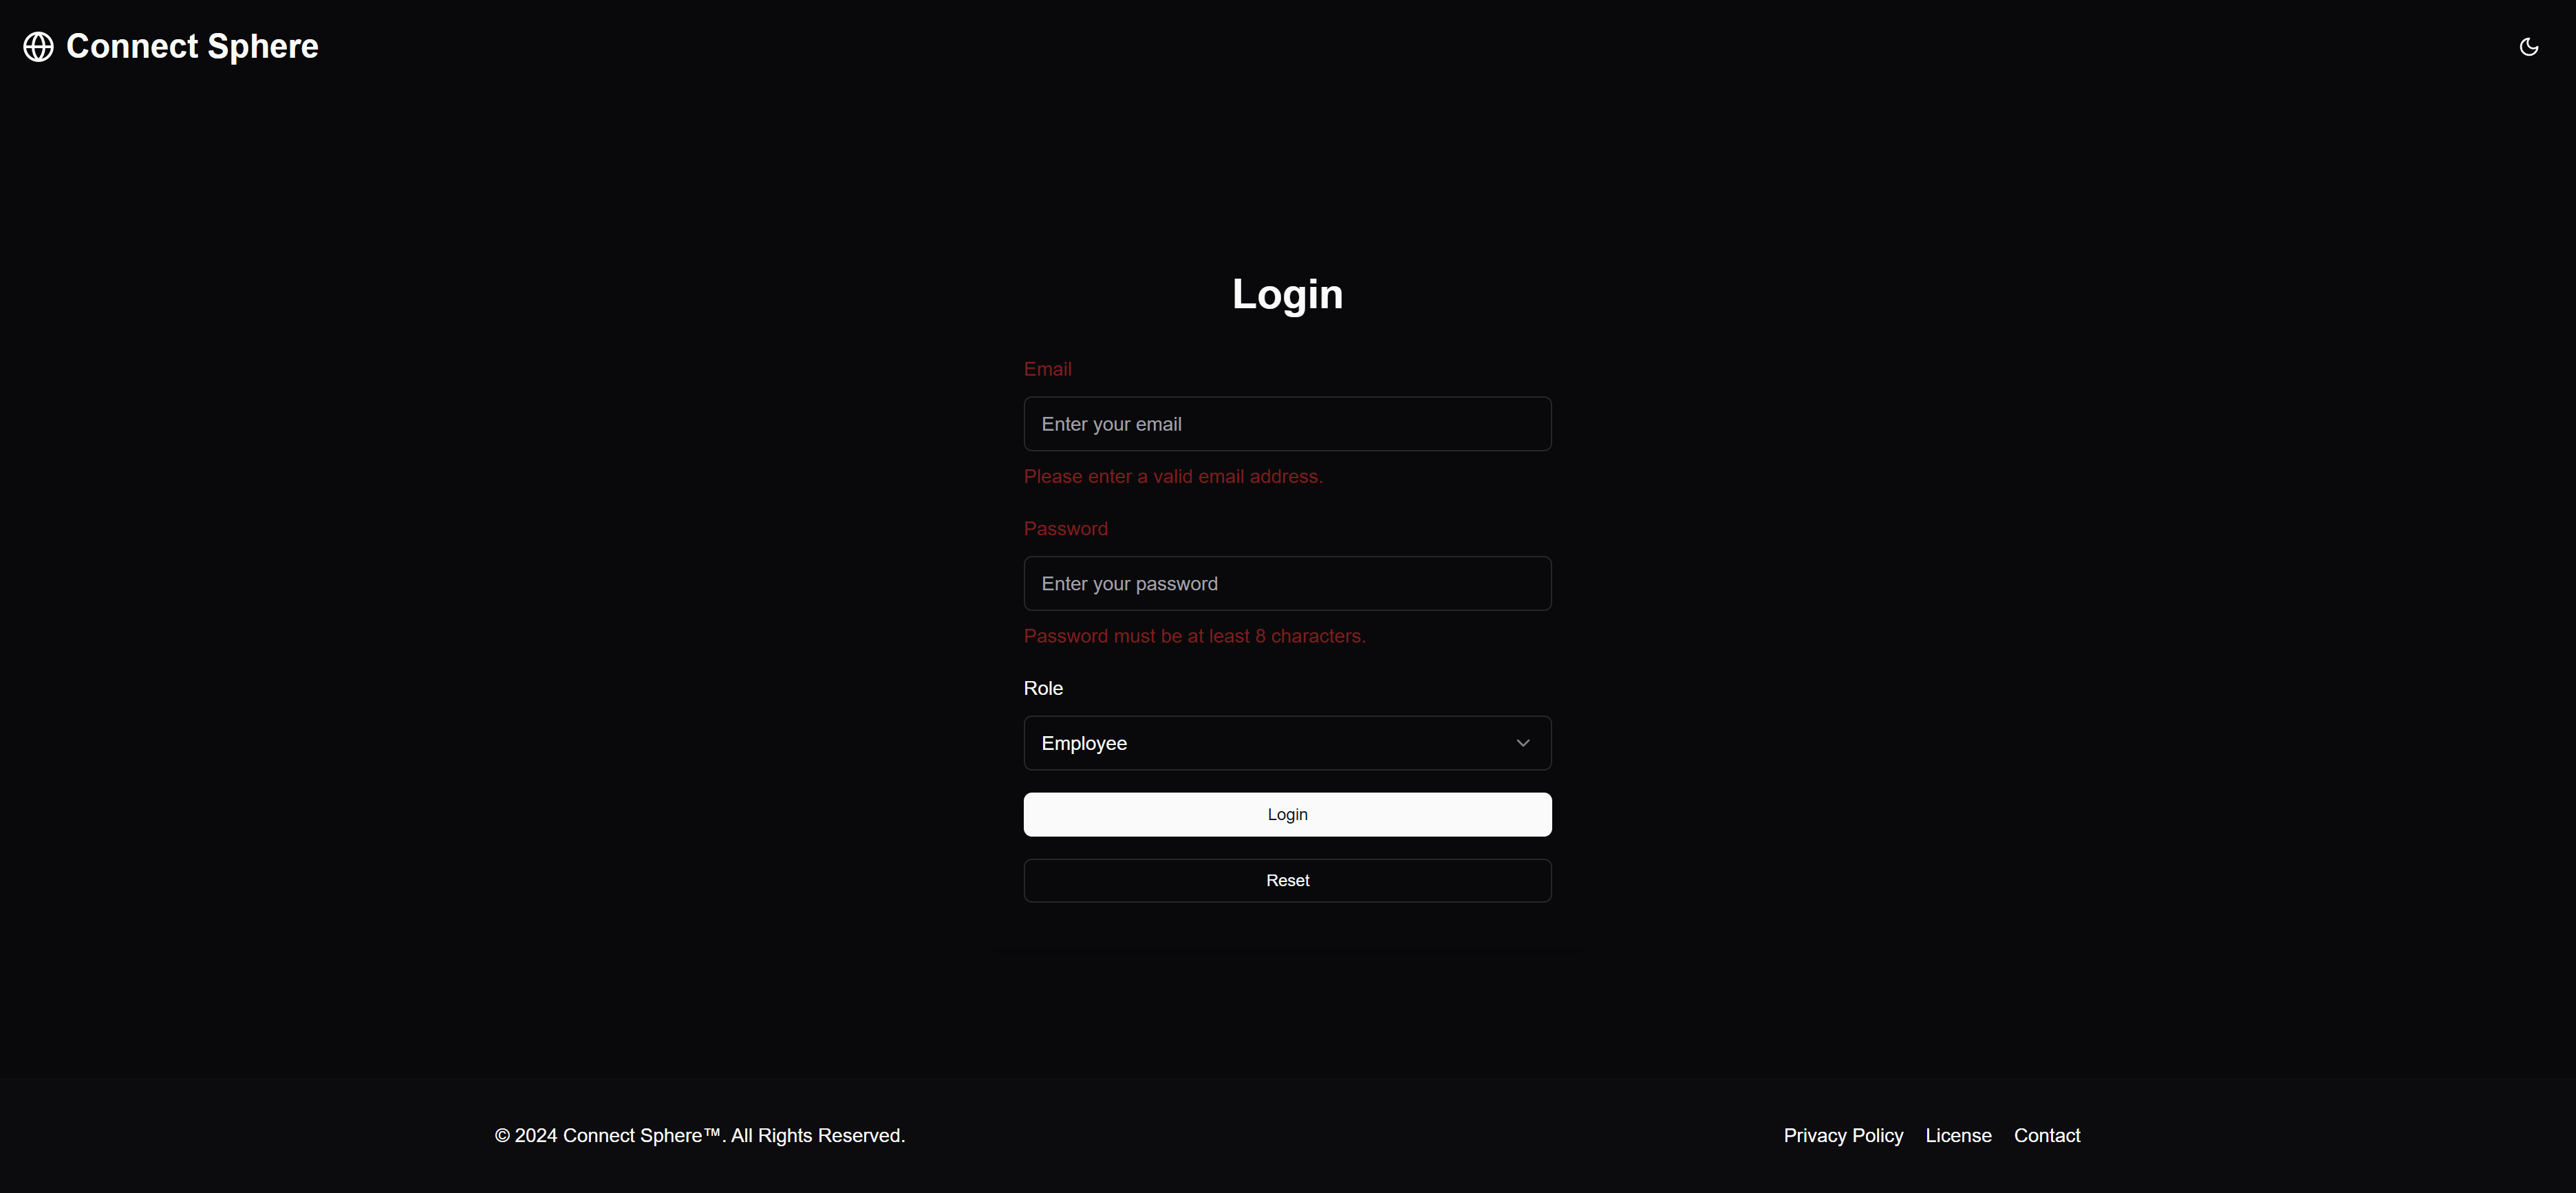 Connect Sphere
Login
Email
Enter your email
Please enter a valid email address.
Password
Enter your password
Password must be at least 8 characters.
Role
Employee
Login
Reset
© 2024 Connect Sphere™. All Rights Reserved.
Privacy Policy License Contact